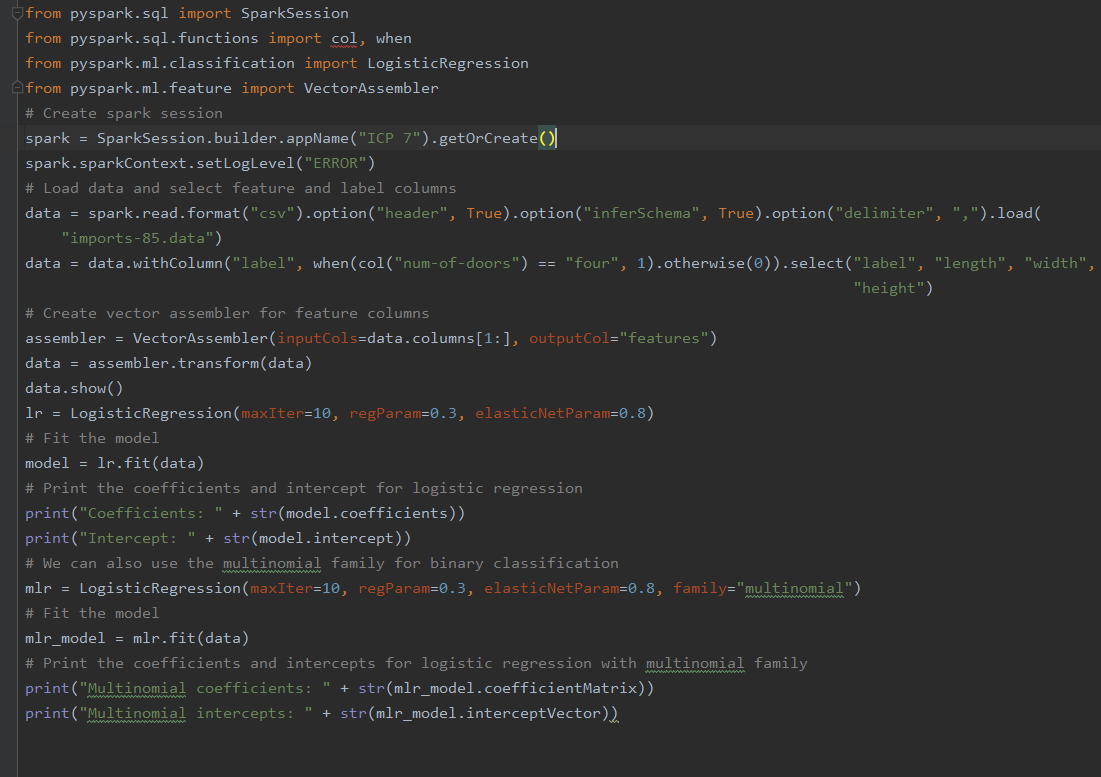 from pyspark.sql import SparkSession
from pyspark.sql.functions import col, when
from pyspark.ml.classification import LogisticRegression
from pyspark.ml.feature import VectorAssembler
# Create spark session
spark = SparkSession.builder.appName("ICP 7").getOrCreate()
spark.sparkContext.setLogLevel("ERROR")
# Load data and select feature and label columns
data = spark.read.format("csv").option("header", True).option("inferSchema", True).option("delimiter", ",").load(
    "imports-85.data")
data = data.withColumn("label", when(col("num-of-doors") == "four", 1).otherwise(0)).select("label", "length", "width",
                                                                                            "height")
# Create vector assembler for feature columns
assembler = VectorAssembler(inputCols=data.columns[1:], outputCol="features")
data = assembler.transform(data)
data.show()
lr = LogisticRegression(maxIter=10, regParam=0.3, elasticNetParam=0.8)
# Fit the model
model = lr.fit(data)
# Print the coefficients and intercept for logistic regression
print("Coefficients: " + str(model.coefficients))
print("Intercept: " + str(model.intercept))
# We can also use the multinomial family for binary classification
mlr = LogisticRegression(maxIter=10, regParam=0.3, elasticNetParam=0.8, family="multinomial")
# Fit the model
mlr_model = mlr.fit(data)
# Print the coefficients and intercepts for logistic regression with multinomial family
print("Multinomial coefficients: " + str(mlr_model.coefficientMatrix))
print("Multinomial intercepts: " + str(mlr_model.interceptVector))